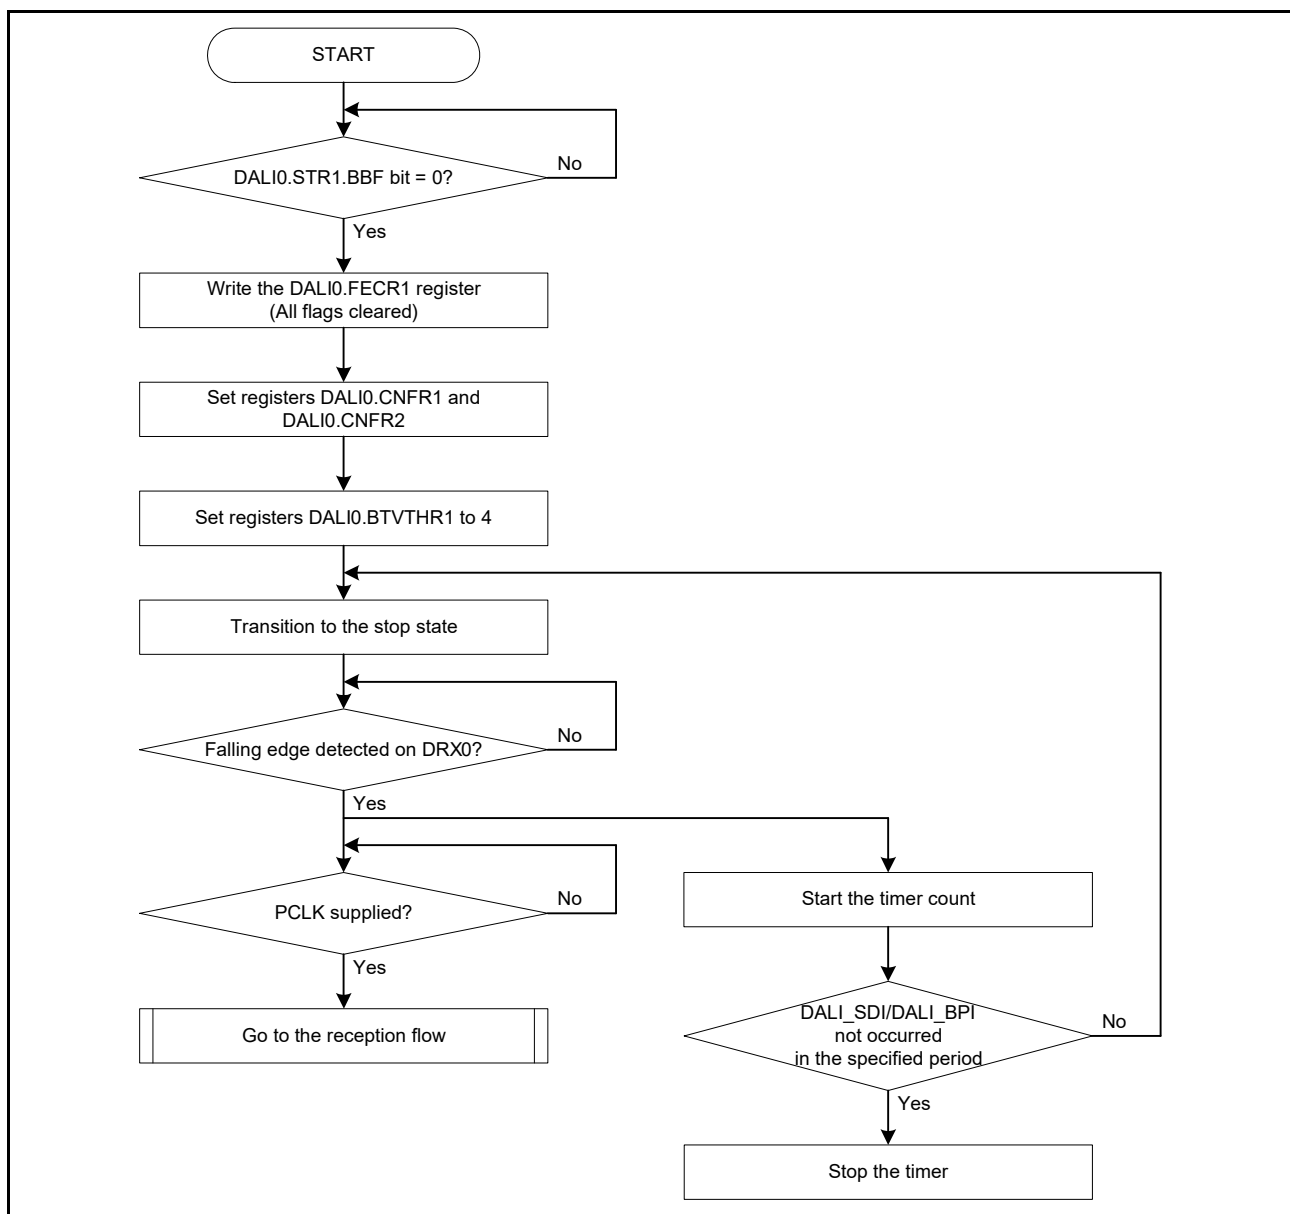 START
DALI0.STR1.BBF bit = 0?
No
Yes
Write the DALI0.FECR1 register
(All flags cleared)
Set registers DALI0.CNFR1 and
DALI0.CNFR2
Set registers DALI0.BTVTHR1 to 4
Transition to the stop state
Falling edge detected on DRX0?
No
Yes
PCLK supplied?
No
Yes
Go to the reception flow
Start the timer count
DALI_SDI/DALI_BPI
not occurred
in the specified period
No
Yes
Stop the timer